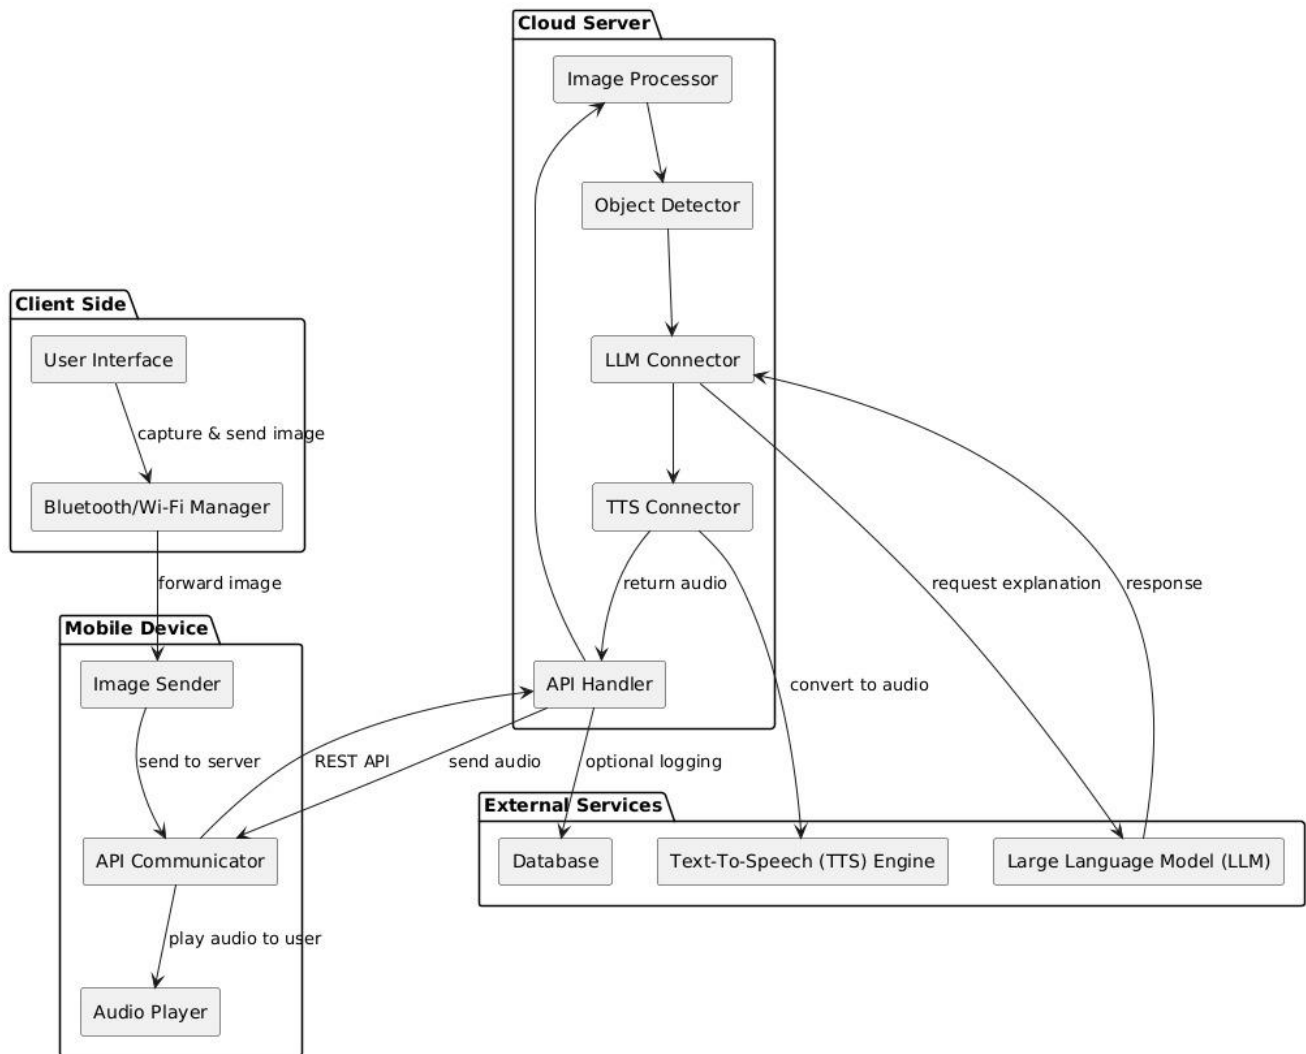 Cloud Server
Image Processor
Object Detector
Client Side
User Interface
LLM Connector
capture & send image
Bluetooth/Wi-Fi Manager
TTS Connector
forward image
return audio
request explanation
response
Mobile Device
Image Sender
API Handler
convert to audio
send to server
REST API
send audio
optional logging
External Services
API Communicator
Database
Text-To-Speech (TTS) Engine
Large Language Model (LLM)
play audio to user
Audio Player